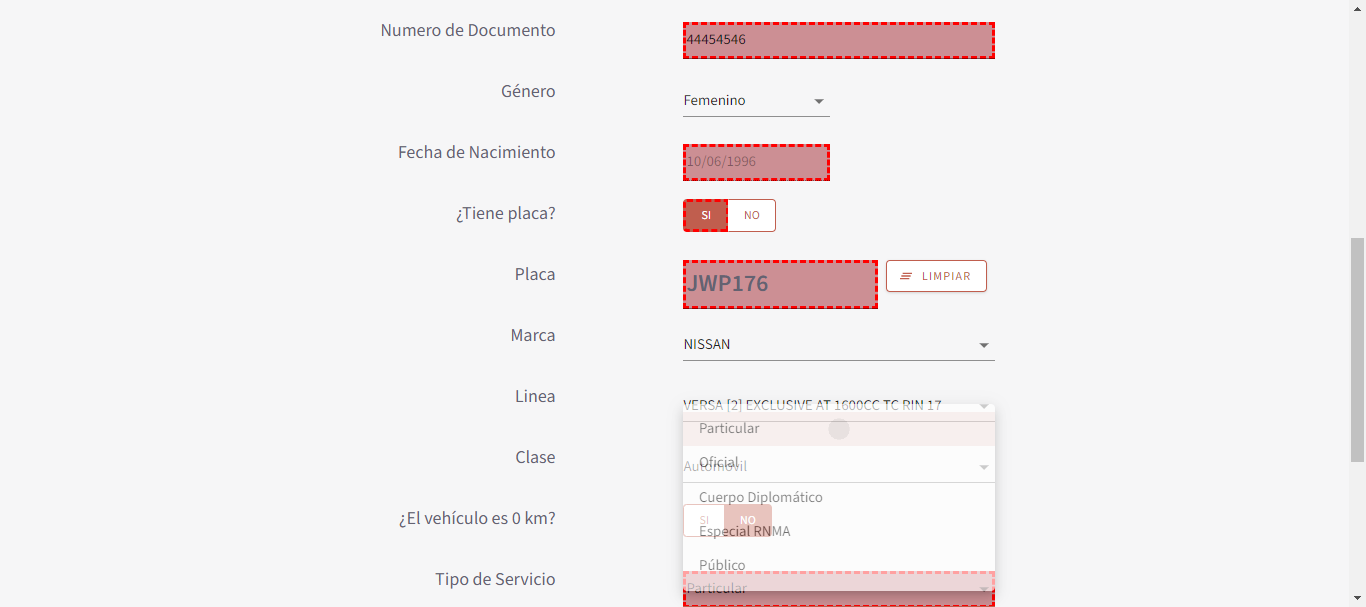 Numero de Documento
44454546
Género
Femenino
Fecha de Nacimiento
10/06/1996
¿Tiene placa?
SI NO
Placa
JWP176 LIMPIAR
Marca
NISSAN
Linea
VERSA [2] EXCLUSIVE AT 1600CC TC RIN 17
Particular
Clase
Oficial
Automóvil
Cuerpo Diplomático
¿El vehículo es 0 km?
SI NO
Especial RNMA
Público
Tipo de Servicio
Particular